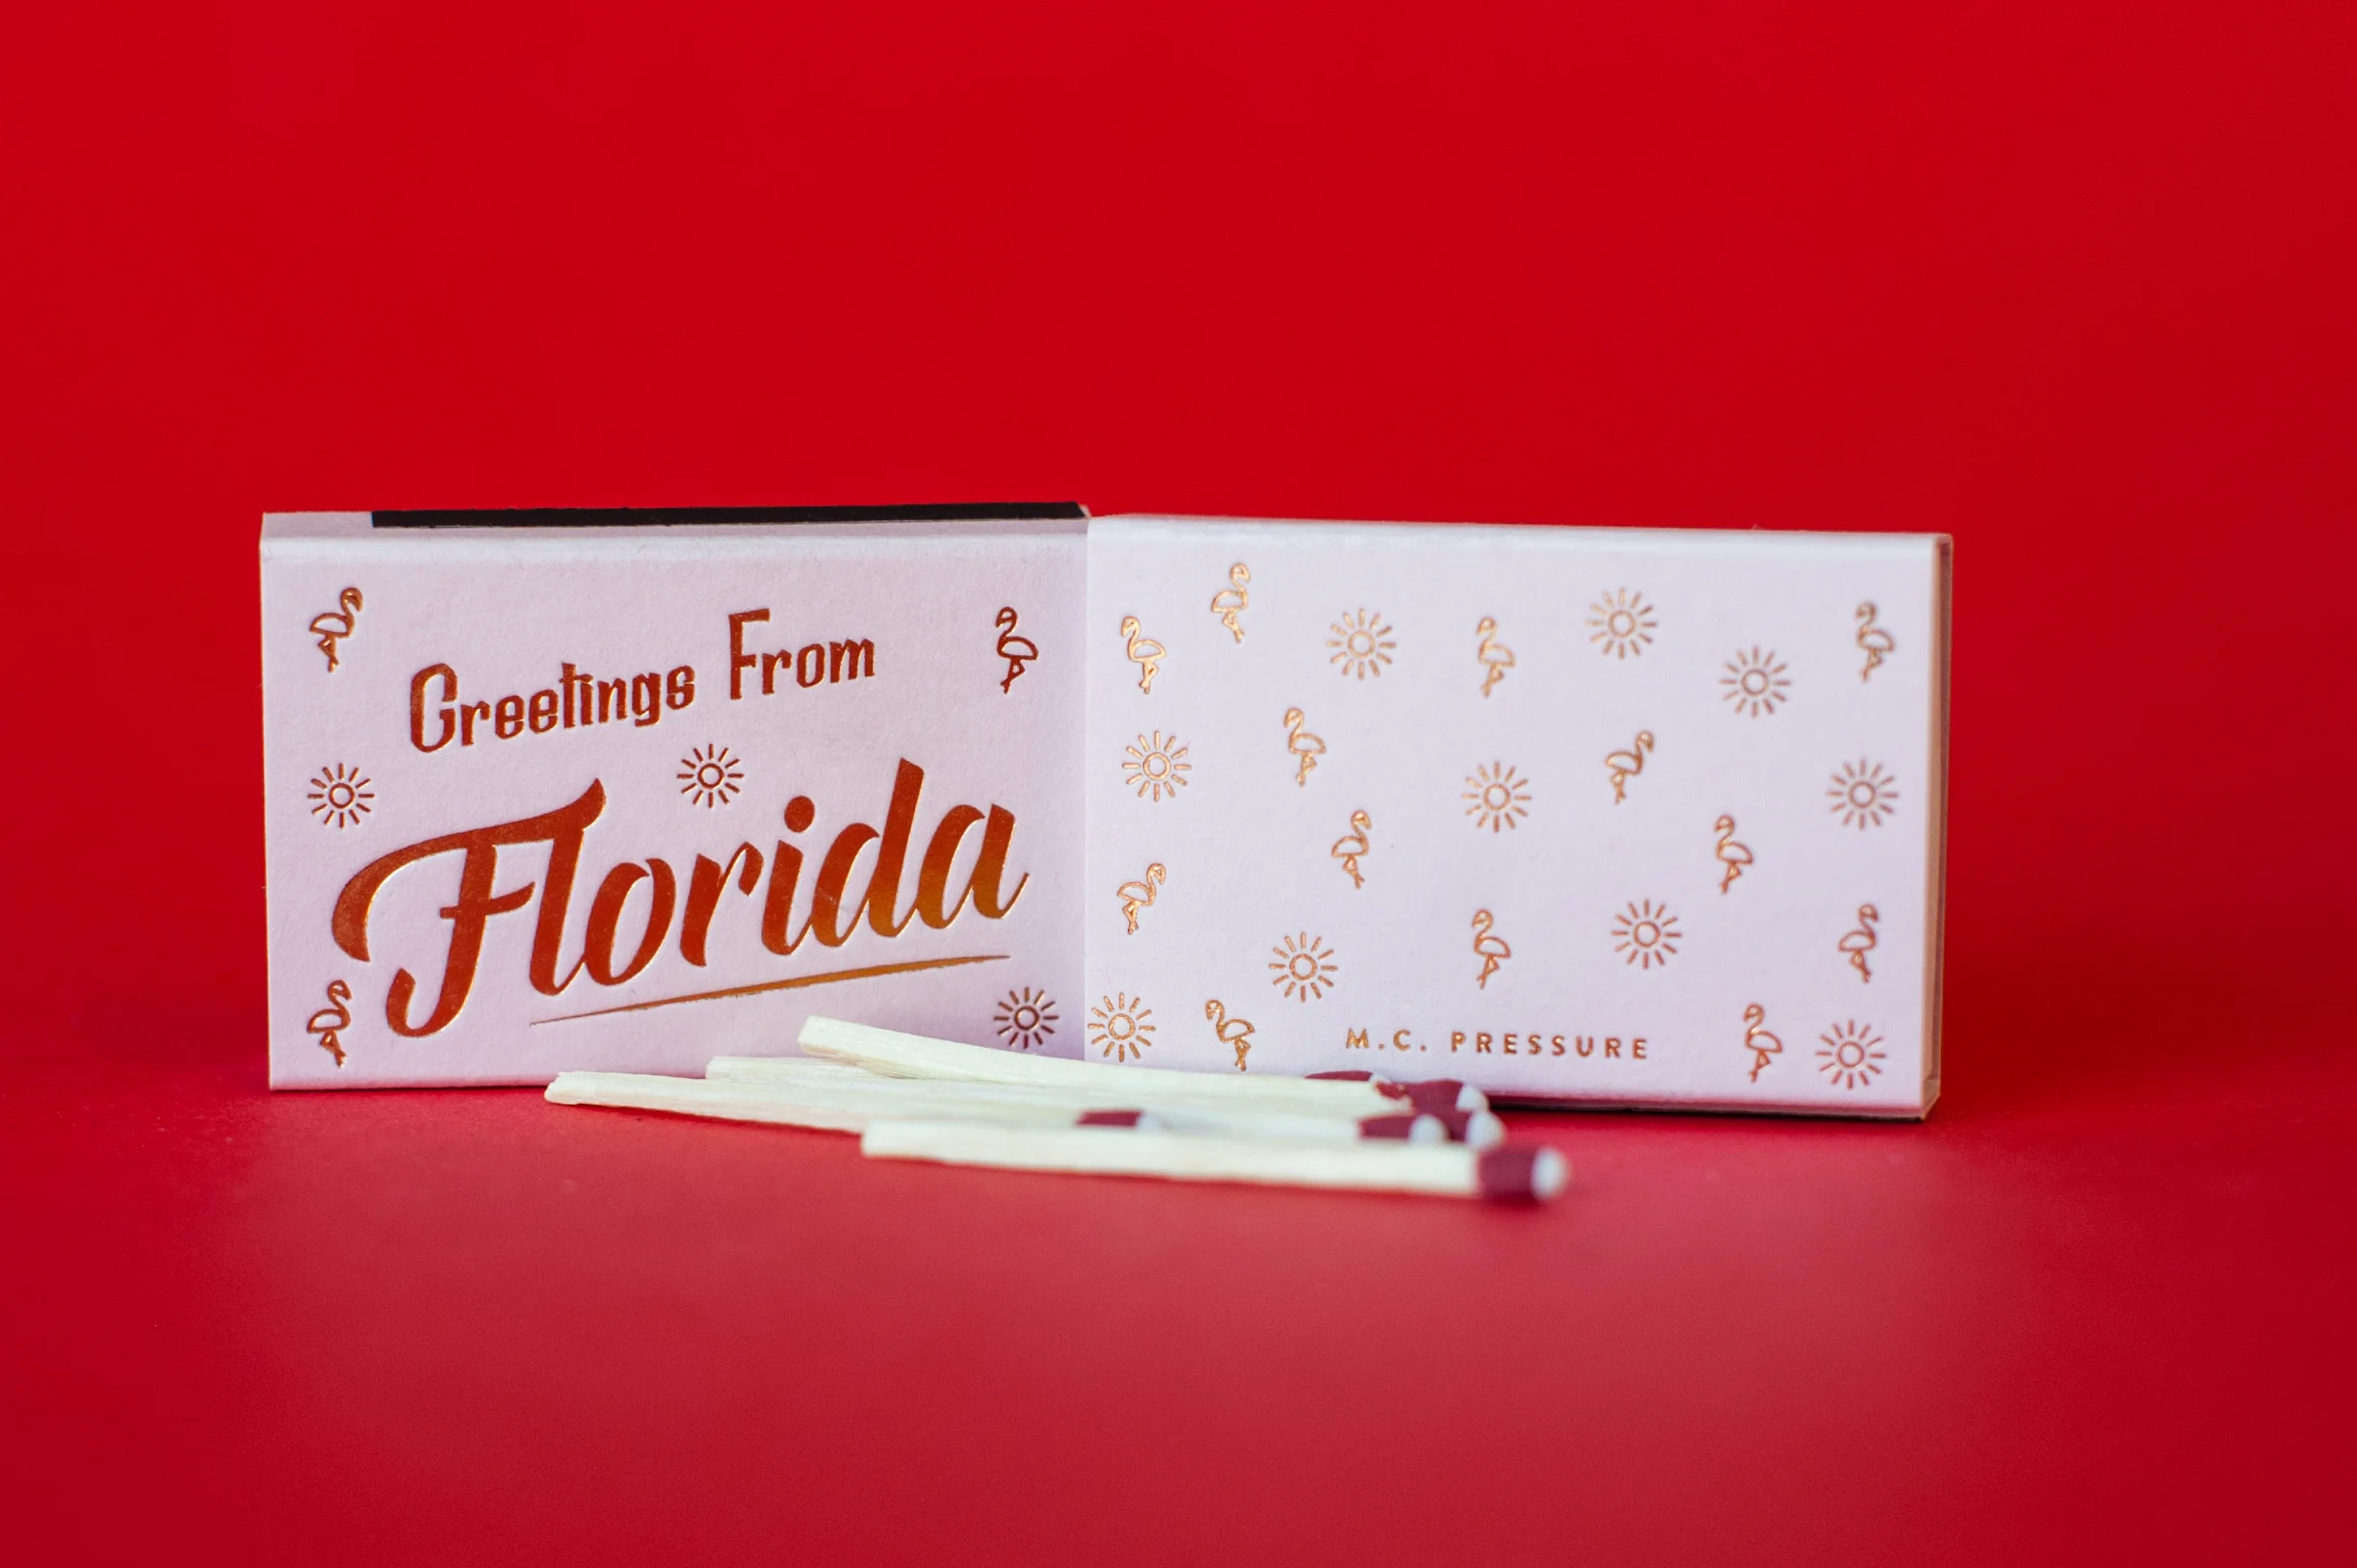 Greetings From
Florida
M.C. PRESSURE